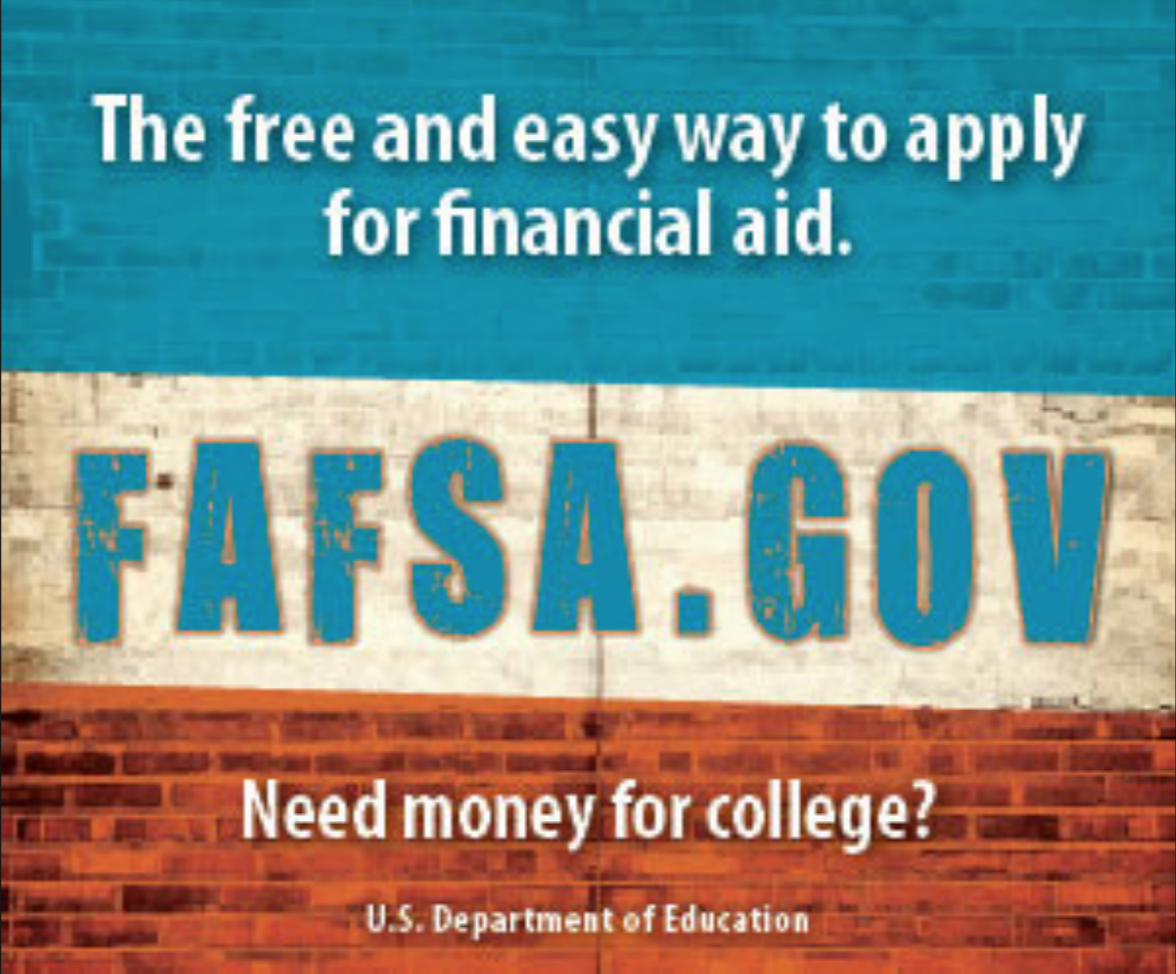 The free and easy way to apply
for financial aid.
FAFSA.GOV
Need money for college?
U.S. Department of Education